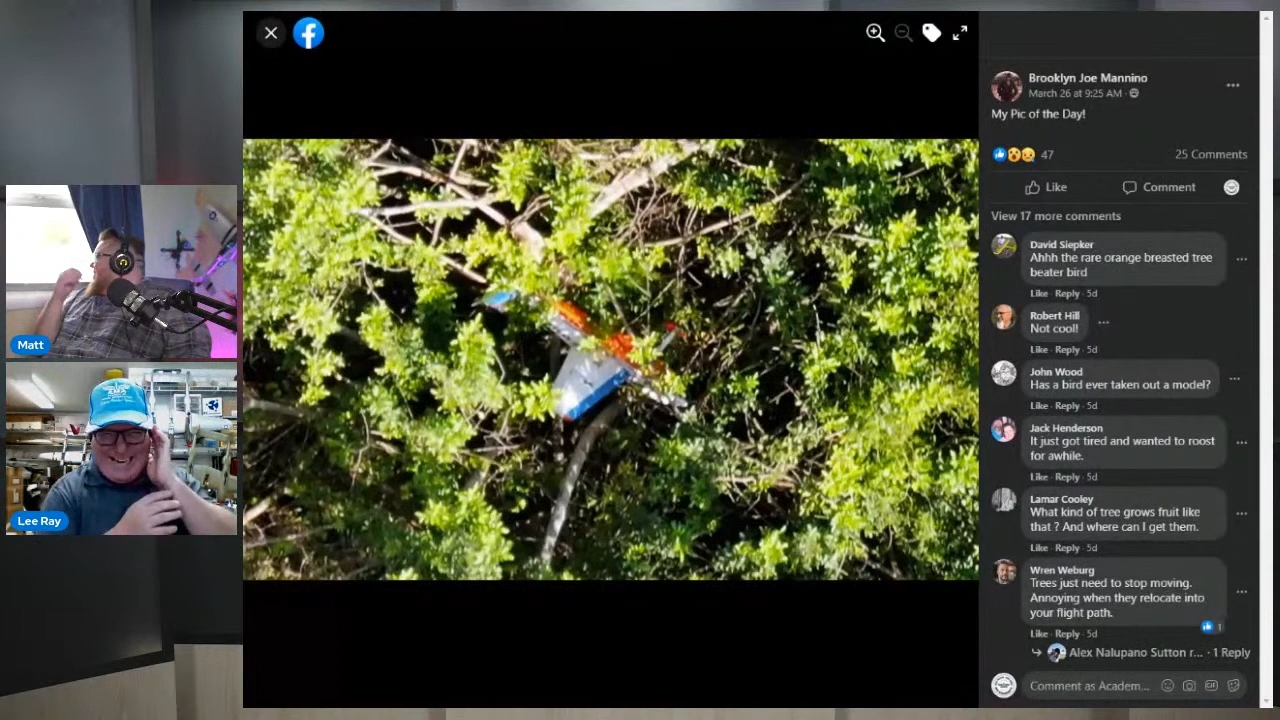 Brooklyn Joe Mannino
March 26 at 9:25 AM ·
My Pic of the Day!
47
25 Comments
Like
Comment
View 17 more comments
David Siepker
Ahhh the rare orange breasted tree
beater bird
Like · Reply · 5d
Robert Hill
Not cool!
Like · Reply · 5d
John Wood
Has a bird ever taken out a model?
Like · Reply · 5d
Jack Henderson
It just got tired and wanted to roost
for awhile.
Like · Reply · 5d
Lamar Cooley
What kind of tree grows fruit like
that ? And where can I get them.
Like · Reply · 5d
Wren Weburg
Trees just need to stop moving.
Annoying when they relocate into
your flight path.
1
Like · Reply · 5d
Alex Nalupano Sutton r... · 1 Reply
Comment as Academ...
GIF
Matt
Lee Ray